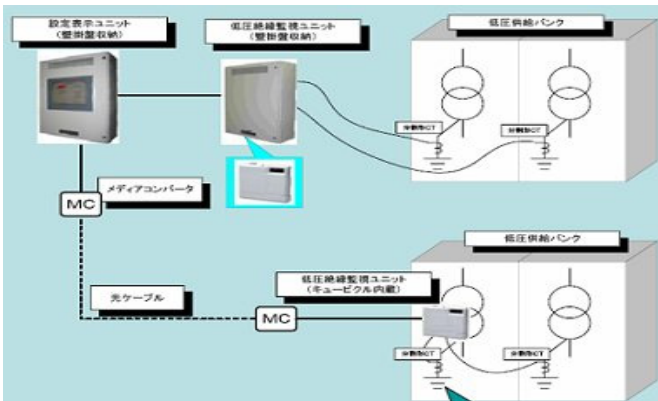 設定表示ユニット
(壁掛盤収納)
低圧絶縁監視ユニット
(壁掛盤収納)
低圧供給バンク
分割形CT
分割形CT
メディアコンバータ
MC
低圧供給バンク
低圧絶縁監視ユニット
(キュービクル内蔵)
光ケーブル
MC
分割形CT
分割形CT